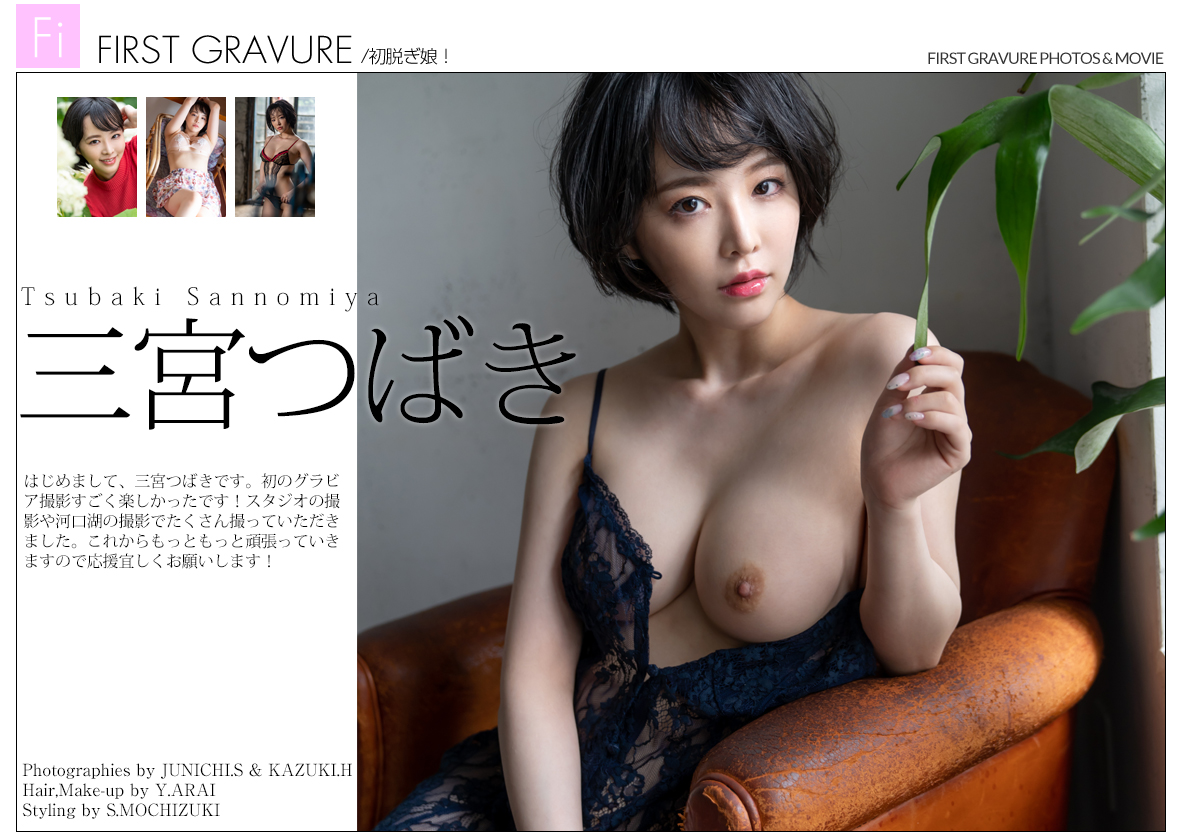 Fi
FIRST GRAVURE /初脱ぎ娘！
FIRST GRAVURE PHOTOS & MOVIE
Tsubaki Sannomiya
三宮つばき
はじめまして、三宮つばきです。初のグラビ
ア撮影すごく楽しかったです！スタジオの撮
影や河口湖の撮影でたくさん撮っていただき
ました。これからもっともっと頑張っていき
ますので応援宜しくお願いします！
Photographies by JUNICHI.S & KAZUKI.H
Hair,Make-up by Y.ARAI
Styling by S.MOCHIZUKI